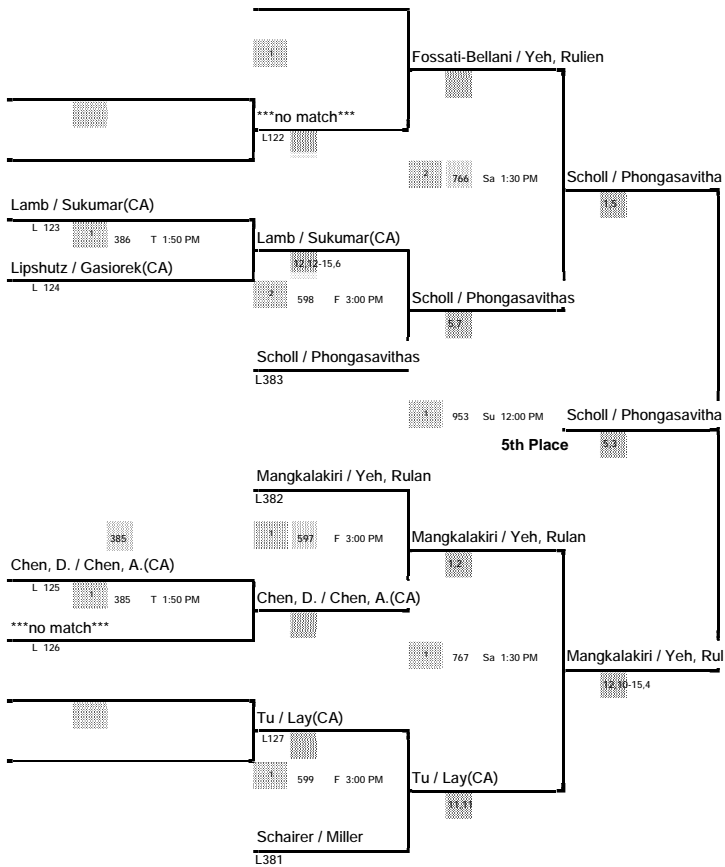 1
Fossati-Bellani / Yeh, Rulien
***no match***
L122
2 766 Sa 1:30 PM
Scholl / Phongasavitha
1,5
Lamb / Sukumar(CA)
L 123
1 386 T 1:50 PM
Lamb / Sukumar(CA)
12,12-15,6
Lipshutz / Gasiorek(CA)
L 124
2 598 F 3:00 PM
Scholl / Phongasavithas
5,7
Scholl / Phongasavithas
L383
1 953 Su 12:00 PM
Scholl / Phongasavitha
5th Place
5,3
Mangkalakiri / Yeh, Rulan
L382
385
1 597 F 3:00 PM
Mangkalakiri / Yeh, Rulan
1,2
Chen, D. / Chen, A.(CA)
L 125
1 385 T 1:50 PM
Chen, D. / Chen, A.(CA)
***no match***
L 126
1 767 Sa 1:30 PM
Mangkalakiri / Yeh, Rul
12,10-15,4
Tu / Lay(CA)
L127
1 599 F 3:00 PM
Tu / Lay(CA)
11,11
Schairer / Miller
L381